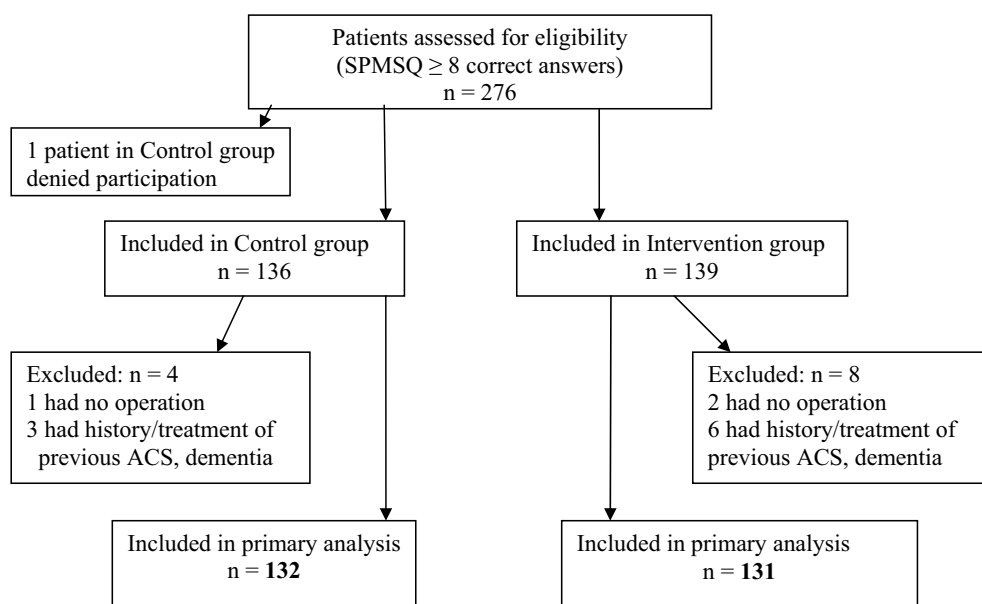 Patients assessed for eligibility
(SPMSQ ≥ 8 correct answers)
n = 276
1 patient in Control group
denied participation
Included in Control group
n = 136
Included in Intervention group
n = 139
Excluded: n = 4
1 had no operation
3 had history/treatment of
previous ACS, dementia
Excluded: n = 8
2 had no operation
6 had history/treatment of
previous ACS, dementia
Included in primary analysis
n = 132
Included in primary analysis
n = 131